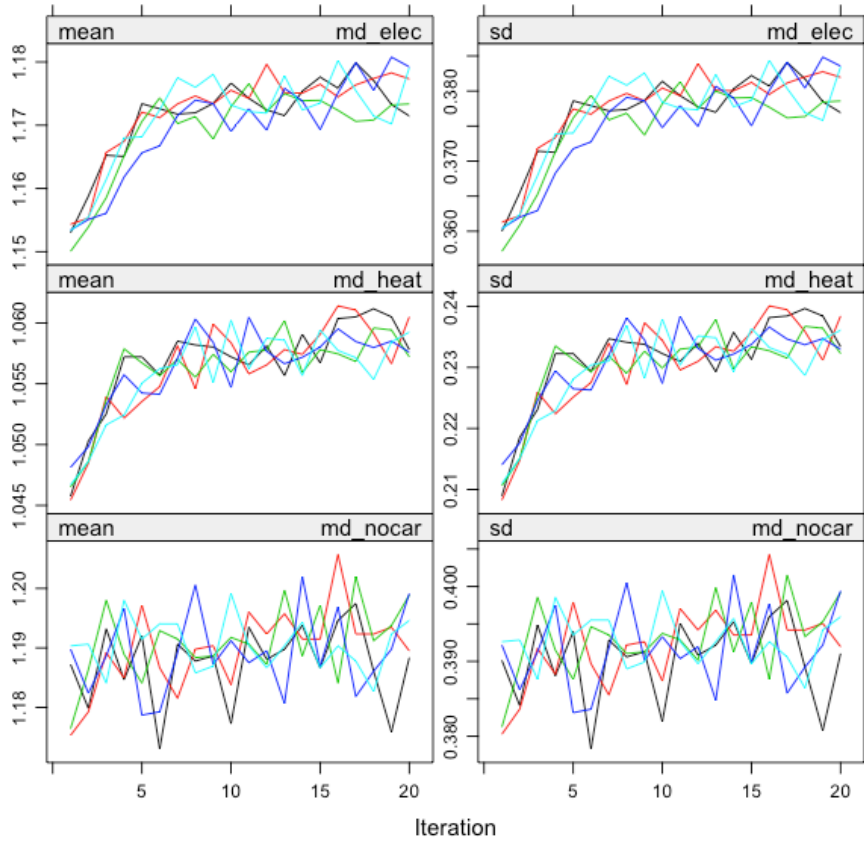 mean md_elec sd md_elec
1.15 1.16 1.17 1.18
0.360 0.370 0.380
mean md_heat sd md_heat
1.045 1.050 1.055 1.060
0.21 0.22 0.23 0.24
mean md_nocar sd md_nocar
1.18 1.19 1.20
0.380 0.390 0.400
5 10 15 20 5 10 15 20
Iteration